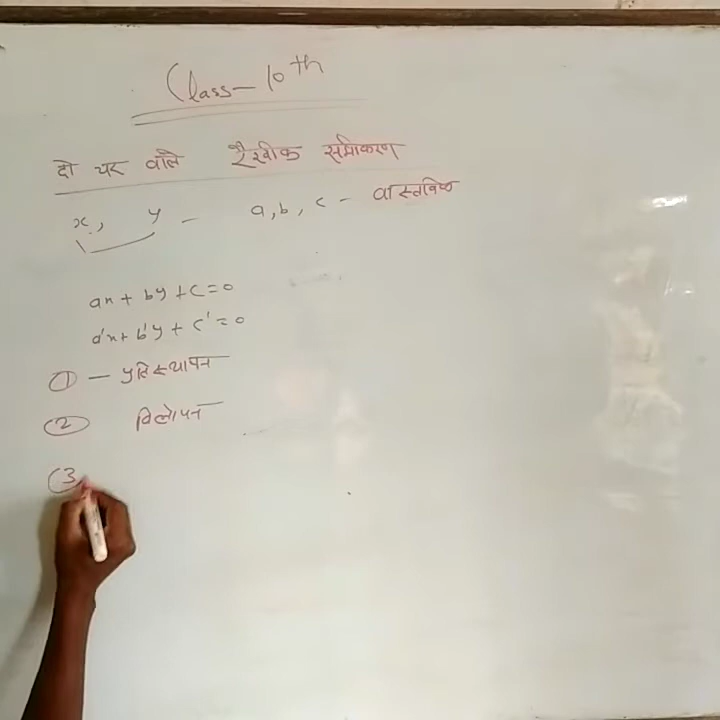 Class-10th
दो चर वाले रैखीक समीकरण
x, y - a, b, c - वास्तविक
ax + by + c = 0
a'x + b'y + c' = 0
① - प्रतिस्थापन
② विलोपन
(3